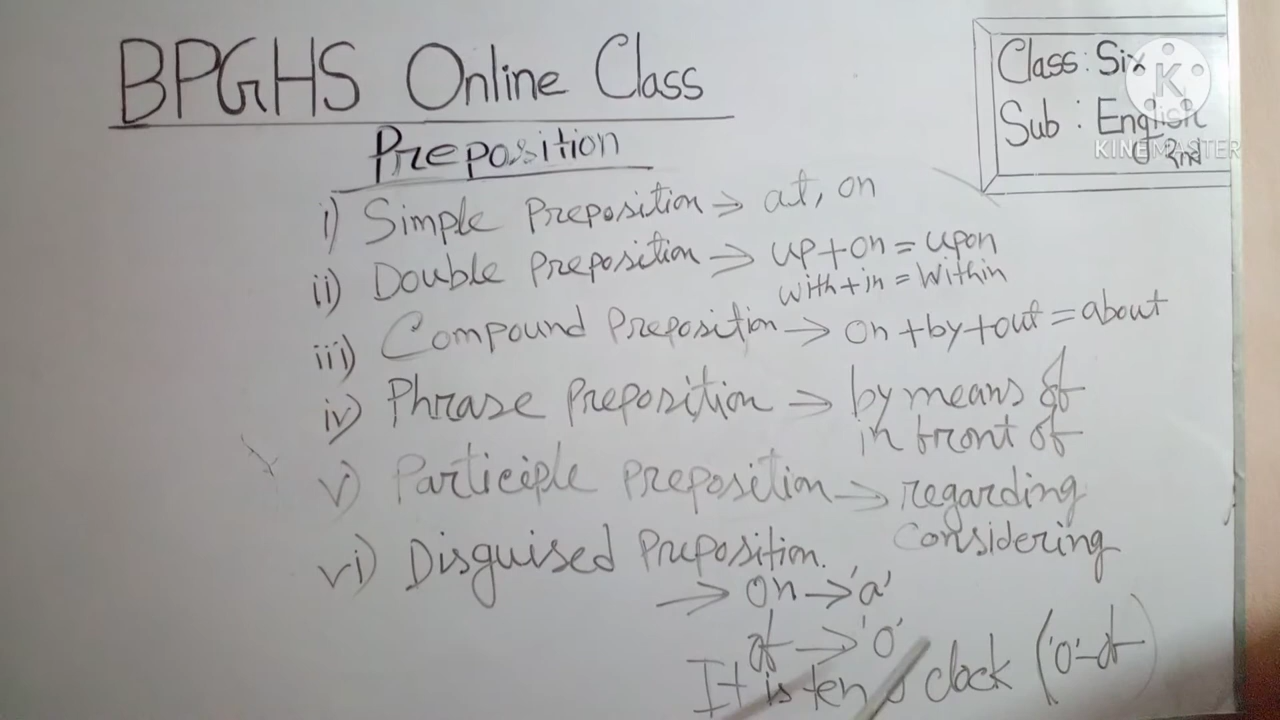 BPGHS Online Class
Class: Six
Sub: English 2nd
KINEMASTER
Preposition
i) Simple Preposition → at, on
ii) Double Preposition → up+on = upon
with+in = within
iii) Compound Preposition → on+by+out = about
iv) Phrase Preposition → by means of
in front of
v) Participle Preposition → regarding
considering
vi) Disguised Preposition.
→ on → 'a'
of → 'o'
It is ten o'clock ('o'-of)